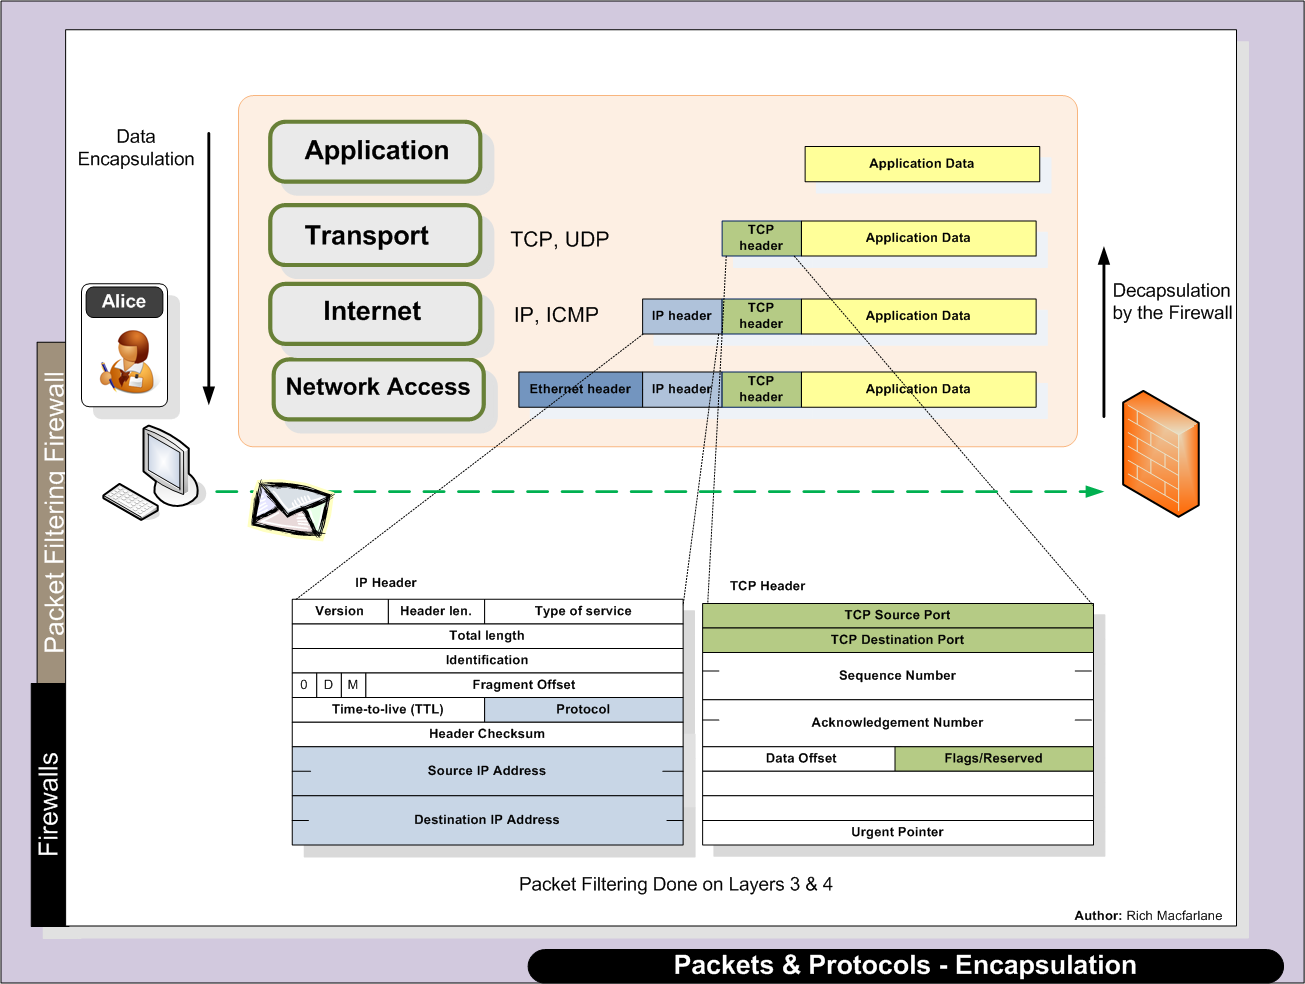 Data
Encapsulation
Application
Application Data
Transport
TCP, UDP
TCP
header
Application Data
Alice
Internet
IP, ICMP
IP header
TCP
header
Application Data
Decapsulation
by the Firewall
Network Access
Ethernet header
IP header
TCP
header
Application Data
Packet Filtering Firewall
Firewalls
IP Header
Version
Header len.
Type of service
Total length
Identification
0
D
M
Fragment Offset
Time-to-live (TTL)
Protocol
Header Checksum
Source IP Address
Destination IP Address
TCP Header
TCP Source Port
TCP Destination Port
Sequence Number
Acknowledgement Number
Data Offset
Flags/Reserved
Urgent Pointer
Packet Filtering Done on Layers 3 & 4
Author: Rich Macfarlane
Packets & Protocols - Encapsulation